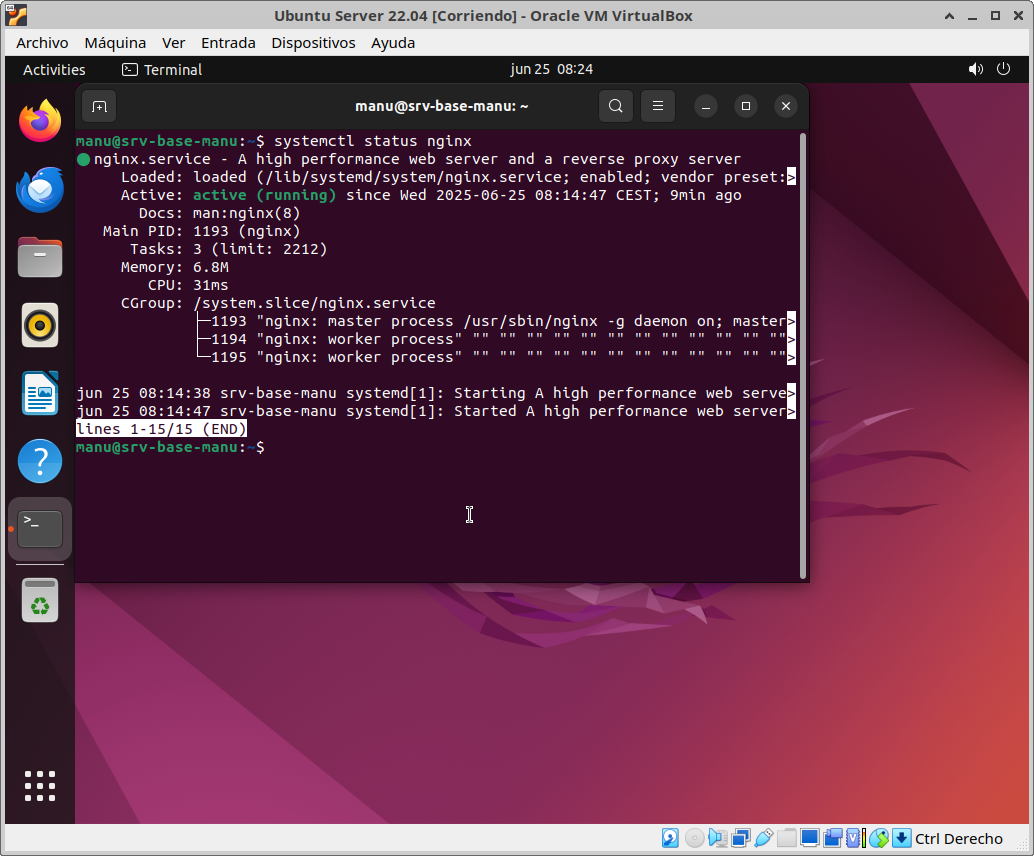 Ubuntu Server 22.04 [Corriendo] - Oracle VM VirtualBox
Archivo Máquina Ver Entrada Dispositivos Ayuda
Activities Terminal jun 25 08:24
manu@srv-base-manu: ~
manu@srv-base-manu:~$ systemctl status nginx
nginx.service - A high performance web server and a reverse proxy server
Loaded: loaded (/lib/systemd/system/nginx.service; enabled; vendor preset:>
Active: active (running) since Wed 2025-06-25 08:14:47 CEST; 9min ago
Docs: man:nginx(8)
Main PID: 1193 (nginx)
Tasks: 3 (limit: 2212)
Memory: 6.8M
CPU: 31ms
CGroup: /system.slice/nginx.service
├─1193 "nginx: master process /usr/sbin/nginx -g daemon on; master>
├─1194 "nginx: worker process" "" "" "" "" "" "" "" "" "" "" "" "">
└─1195 "nginx: worker process" "" "" "" "" "" "" "" "" "" "" "" "">
jun 25 08:14:38 srv-base-manu systemd[1]: Starting A high performance web serve>
jun 25 08:14:47 srv-base-manu systemd[1]: Started A high performance web server>
lines 1-15/15 (END)
manu@srv-base-manu:~$
Ctrl Derecho